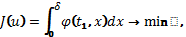 J(u) = ∫₀^δ φ(t₁, x)dx → min□,